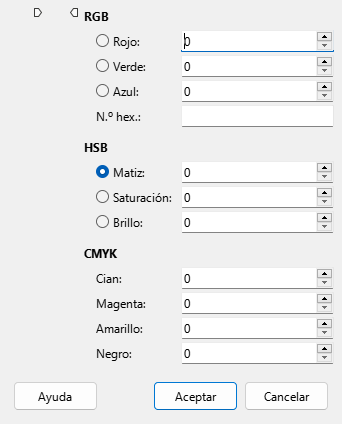 RGB
Rojo: 0
Verde: 0
Azul: 0
N.º hex.:
HSB
Matiz: 0
Saturación: 0
Brillo: 0
CMYK
Cian: 0
Magenta: 0
Amarillo: 0
Negro: 0
Ayuda Aceptar Cancelar